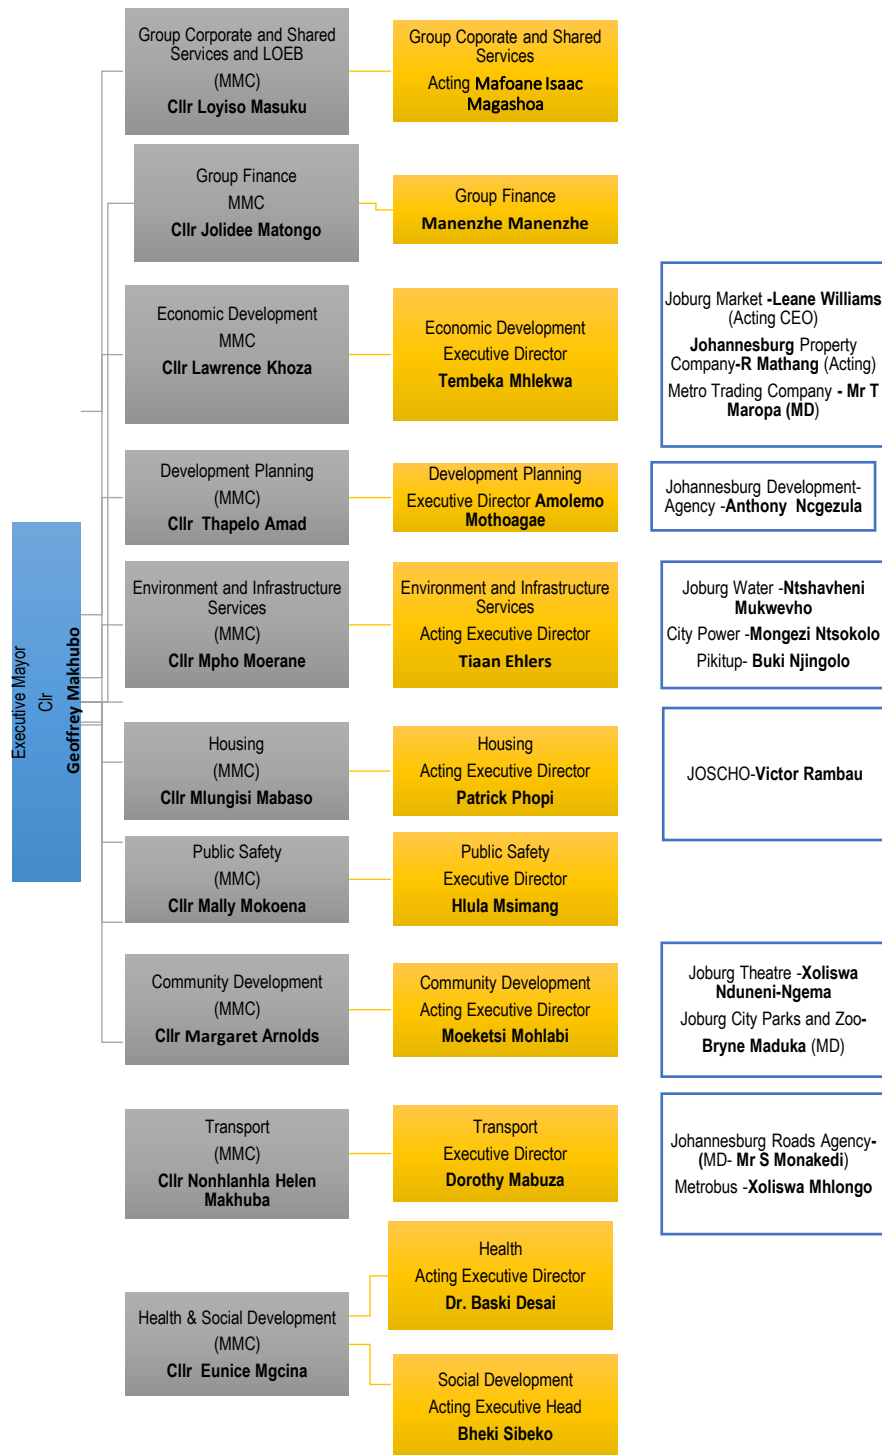 Executive Mayor
Clr
Geoffrey Makhubo
Group Corporate and Shared
Services and LOEB
(MMC)
Cllr Loyiso Masuku
Group Coporate and Shared
Services
Acting Mafoane Isaac
Magashoa
Group Finance
MMC
Cllr Jolidee Matongo
Group Finance
Manenzhe Manenzhe
Economic Development
MMC
Cllr Lawrence Khoza
Economic Development
Executive Director
Tembeka Mhlekwa
Joburg Market -Leane Williams
(Acting CEO)
Johannesburg Property
Company-R Mathang (Acting)
Metro Trading Company - Mr T
Maropa (MD)
Development Planning
(MMC)
Cllr Thapelo Amad
Development Planning
Executive Director Amolemo
Mothoagae
Johannesburg Development-
Agency -Anthony Ncgezula
Environment and Infrastructure
Services
(MMC)
Cllr Mpho Moerane
Environment and Infrastructure
Services
Acting Executive Director
Tiaan Ehlers
Joburg Water -Ntshavheni
Mukwevho
City Power -Mongezi Ntsokolo
Pikitup- Buki Njingolo
Housing
(MMC)
Cllr Mlungisi Mabaso
Housing
Acting Executive Director
Patrick Phopi
JOSCHO-Victor Rambau
Public Safety
(MMC)
Cllr Mally Mokoena
Public Safety
Executive Director
Hlula Msimang
Community Development
(MMC)
Cllr Margaret Arnolds
Community Development
Acting Executive Director
Moeketsi Mohlabi
Joburg Theatre -Xoliswa
Nduneni-Ngema
Joburg City Parks and Zoo-
Bryne Maduka (MD)
Transport
(MMC)
Cllr Nonhlanhla Helen
Makhuba
Transport
Executive Director
Dorothy Mabuza
Johannesburg Roads Agency-
(MD- Mr S Monakedi)
Metrobus -Xoliswa Mhlongo
Health & Social Development
(MMC)
Cllr Eunice Mgcina
Health
Acting Executive Director
Dr. Baski Desai
Social Development
Acting Executive Head
Bheki Sibeko